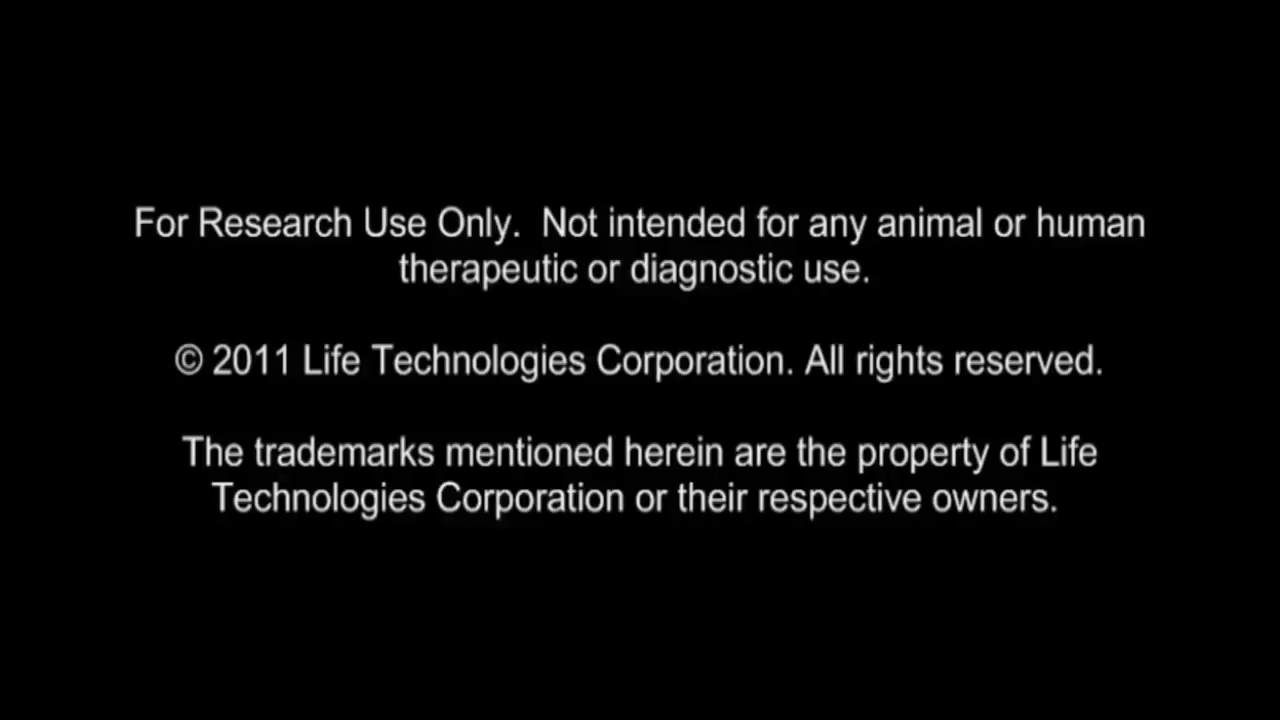 For Research Use Only.  Not intended for any animal or human
therapeutic or diagnostic use.
© 2011 Life Technologies Corporation. All rights reserved.
The trademarks mentioned herein are the property of Life
Technologies Corporation or their respective owners.